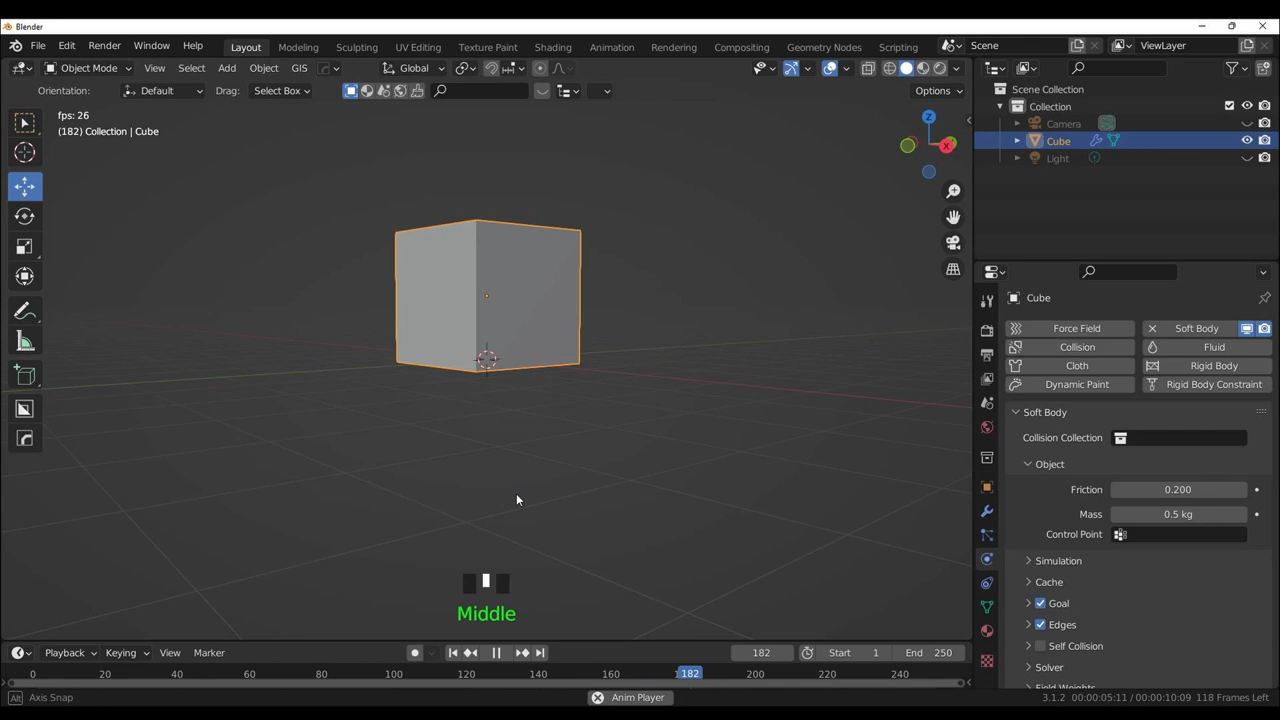 Blender
File Edit Render Window Help
Layout Modeling Sculpting UV Editing Texture Paint Shading Animation Rendering Compositing Geometry Nodes Scripting
Scene
ViewLayer
Object Mode View Select Add Object GIS
Global
Orientation: Default Drag: Select Box
Options
fps: 26
(182) Collection | Cube
Z
X
Scene Collection
Collection
Camera
Cube
Light
Cube
Force Field
Soft Body
Collision
Fluid
Cloth
Rigid Body
Dynamic Paint
Rigid Body Constraint
Soft Body
Collision Collection
Object
Friction 0.200
Mass 0.5 kg
Control Point
Simulation
Cache
Goal
Edges
Self Collision
Solver
Field Weights
Middle
Playback Keying View Marker
182
Start 1
End 250
0 20 40 60 80 100 120 140 160 182 200 220 240
Alt Axis Snap
Anim Player
3.1.2 00:00:05:11 / 00:00:10:09 118 Frames Left